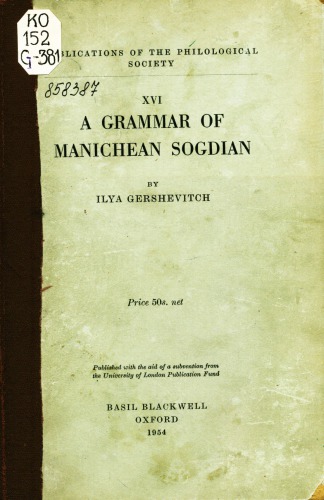 KO
152
G-381
PUBLICATIONS OF THE PHILOLOGICAL
SOCIETY
858387
XVI
A GRAMMAR OF
MANICHEAN SOGDIAN
BY
ILYA GERSHEVITCH
Price 50s. net
Published with the aid of a subvention from
the University of London Publication Fund
BASIL BLACKWELL
OXFORD
1954